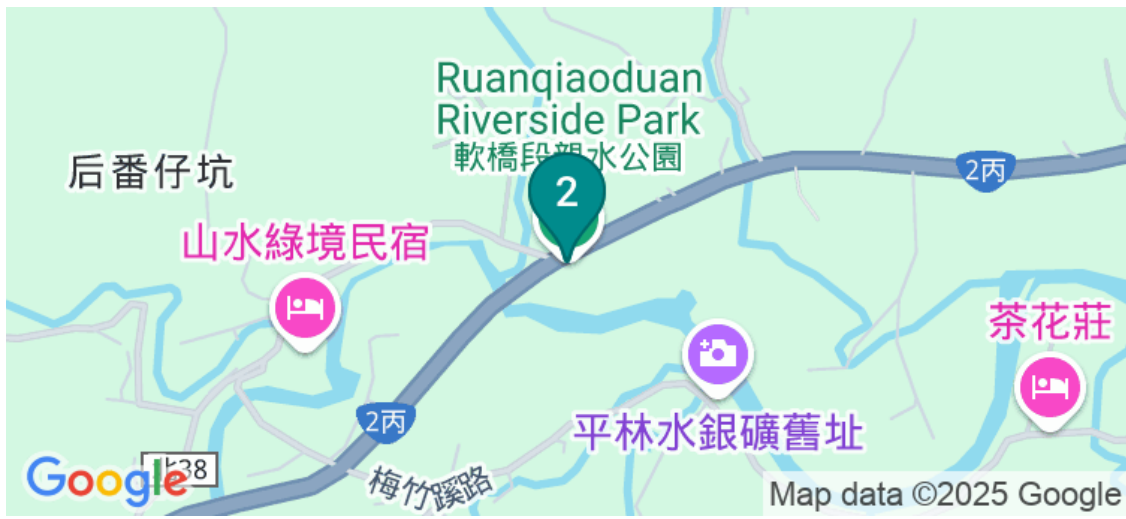 Ruanqiaoduan
Riverside Park
軟橋段親水公園
2
2丙
后番仔坑
山水綠境民宿
茶花莊
2丙
平林水銀礦舊址
北38
梅竹蹊路
Google
Map data ©2025 Google